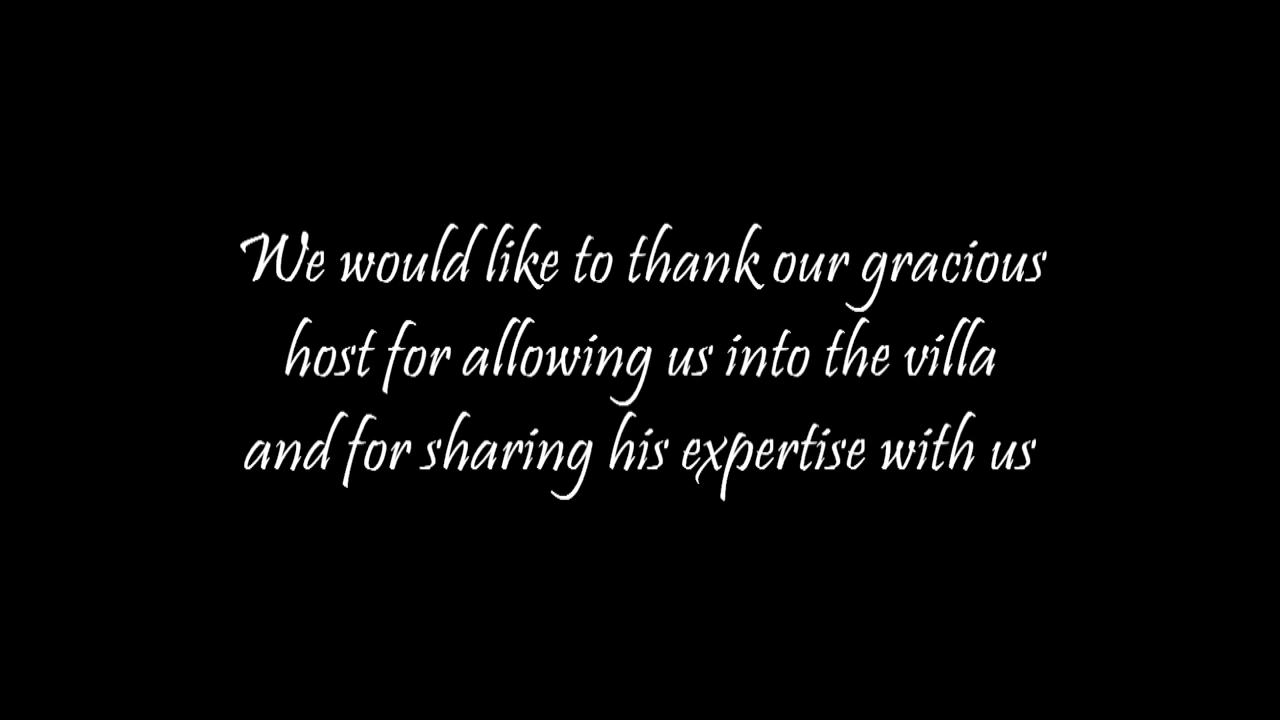 We would like to thank our gracious
host for allowing us into the villa
and for sharing his expertise with us